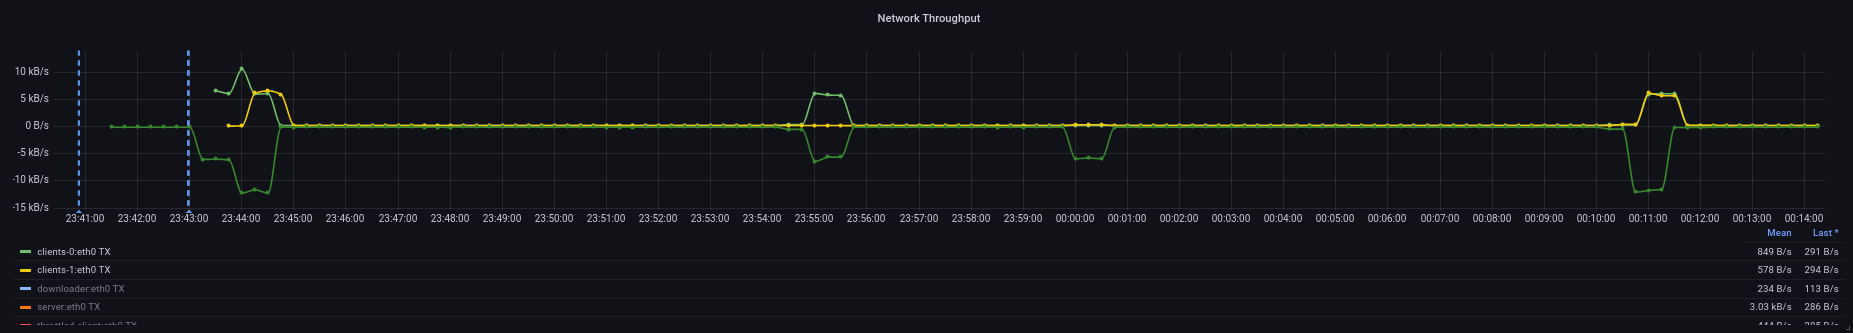 Network Throughput
10 kB/s
5 kB/s
0 B/s
-5 kB/s
-10 kB/s
-15 kB/s
23:41:00 23:42:00 23:43:00 23:44:00 23:45:00 23:46:00 23:47:00 23:48:00 23:49:00 23:50:00 23:51:00 23:52:00 23:53:00 23:54:00 23:55:00 23:56:00 23:57:00 23:58:00 23:59:00 00:00:00 00:01:00 00:02:00 00:03:00 00:04:00 00:05:00 00:06:00 00:07:00 00:08:00 00:09:00 00:10:00 00:11:00 00:12:00 00:13:00 00:14:00
Mean Last *
clients-0:eth0 TX 849 B/s 291 B/s
clients-1:eth0 TX 578 B/s 294 B/s
downloader:eth0 TX 234 B/s 113 B/s
server:eth0 TX 3.03 kB/s 286 B/s